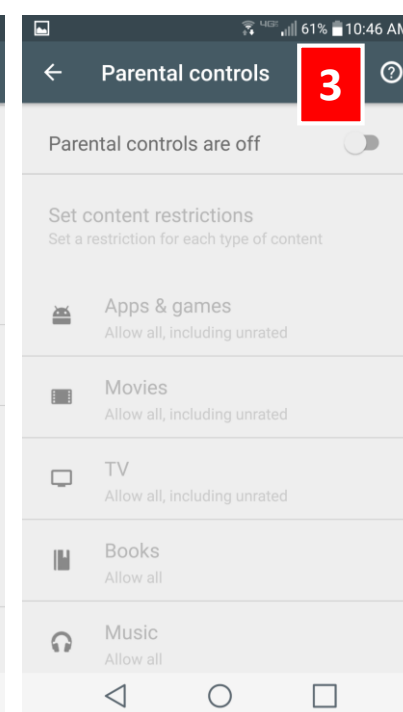 4G 61% 10:46 AM
Parental controls
3
?
Parental controls are off
Set content restrictions
Set a restriction for each type of content
Apps & games
Allow all, including unrated
Movies
Allow all, including unrated
TV
Allow all, including unrated
Books
Allow all
Music
Allow all